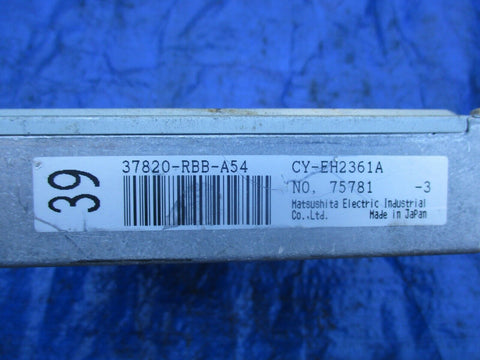 39
37820-RBB-A54
CY-EH2361A
NO. 75781 -3
Matsushita Electric Industrial
Co.,Ltd. Made in Japan